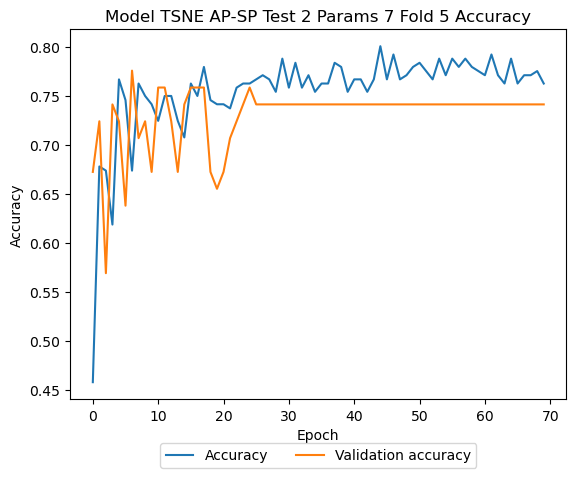 Model TSNE AP-SP Test 2 Params 7 Fold 5 Accuracy
0.80
0.75
0.70
0.65
0.60
0.55
0.50
0.45
Accuracy
0 10 20 30 40 50 60 70
Epoch
Accuracy Validation accuracy